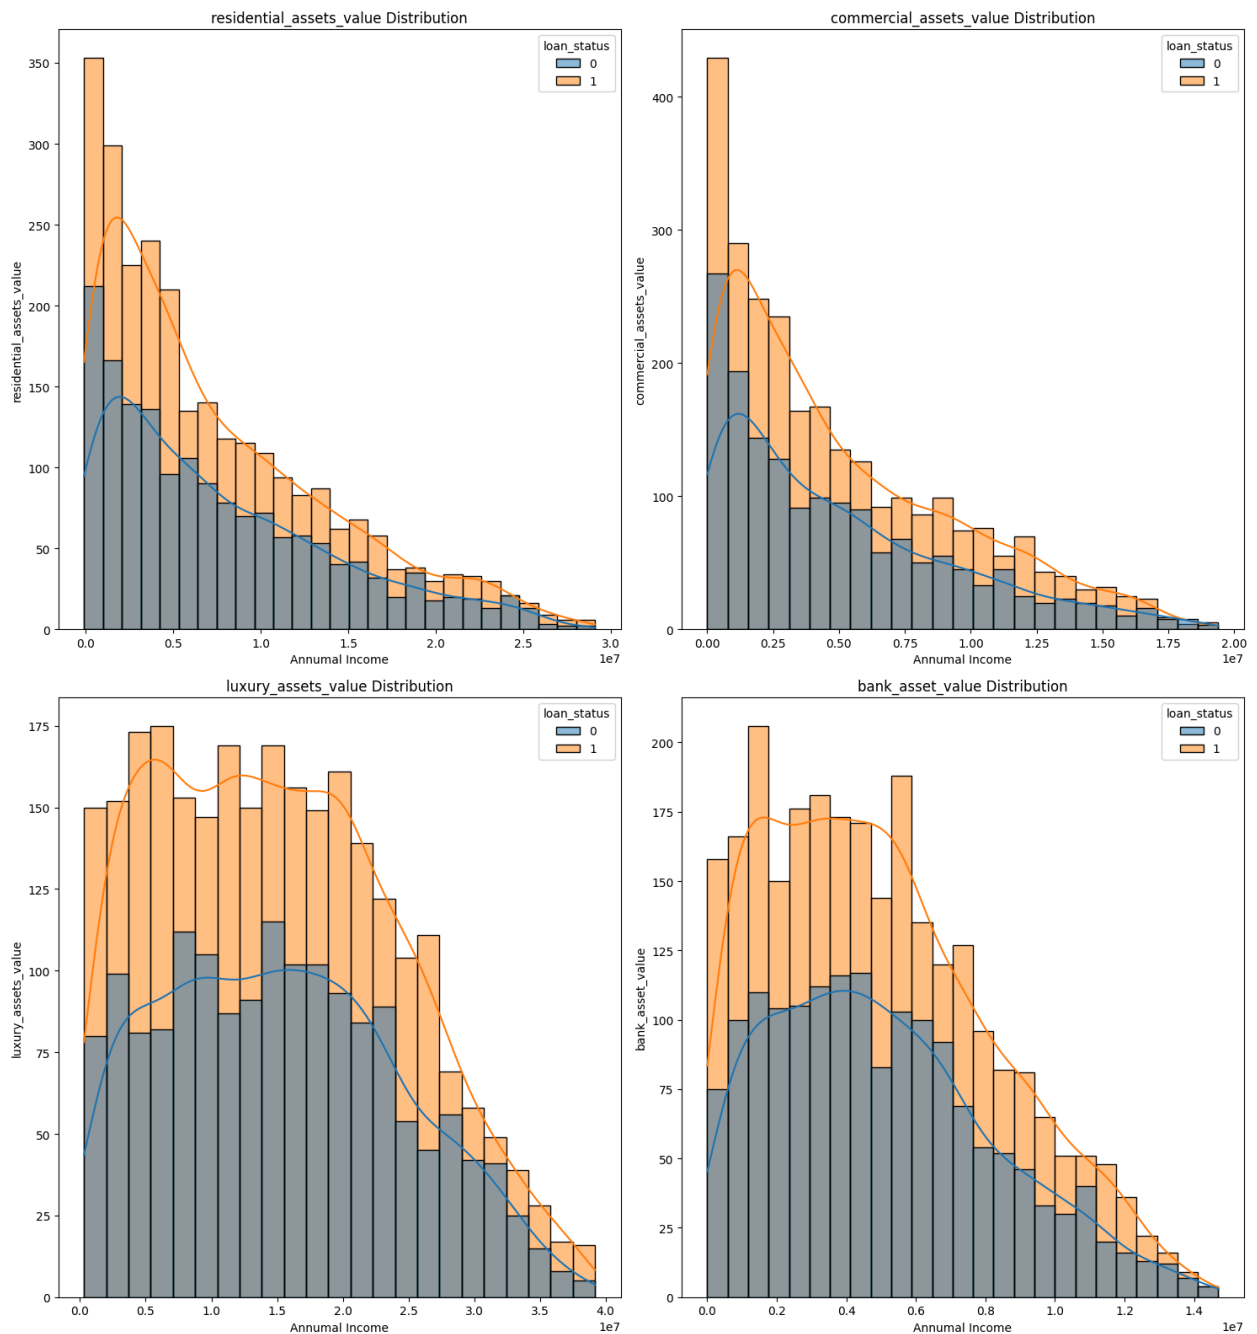 residential_assets_value Distribution
loan_status
0
1
residential_assets_value
350
300
250
200
150
100
50
0
0.0 0.5 1.0 1.5 2.0 2.5 3.0
1e7
Annumal Income
commercial_assets_value Distribution
loan_status
0
1
commercial_assets_value
400
300
200
100
0
0.00 0.25 0.50 0.75 1.00 1.25 1.50 1.75 2.00
1e7
Annumal Income
luxury_assets_value Distribution
loan_status
0
1
luxury_assets_value
175
150
125
100
75
50
25
0
0.0 0.5 1.0 1.5 2.0 2.5 3.0 3.5 4.0
1e7
Annumal Income
bank_asset_value Distribution
loan_status
0
1
bank_asset_value
200
175
150
125
100
75
50
25
0
0.0 0.2 0.4 0.6 0.8 1.0 1.2 1.4
1e7
Annumal Income